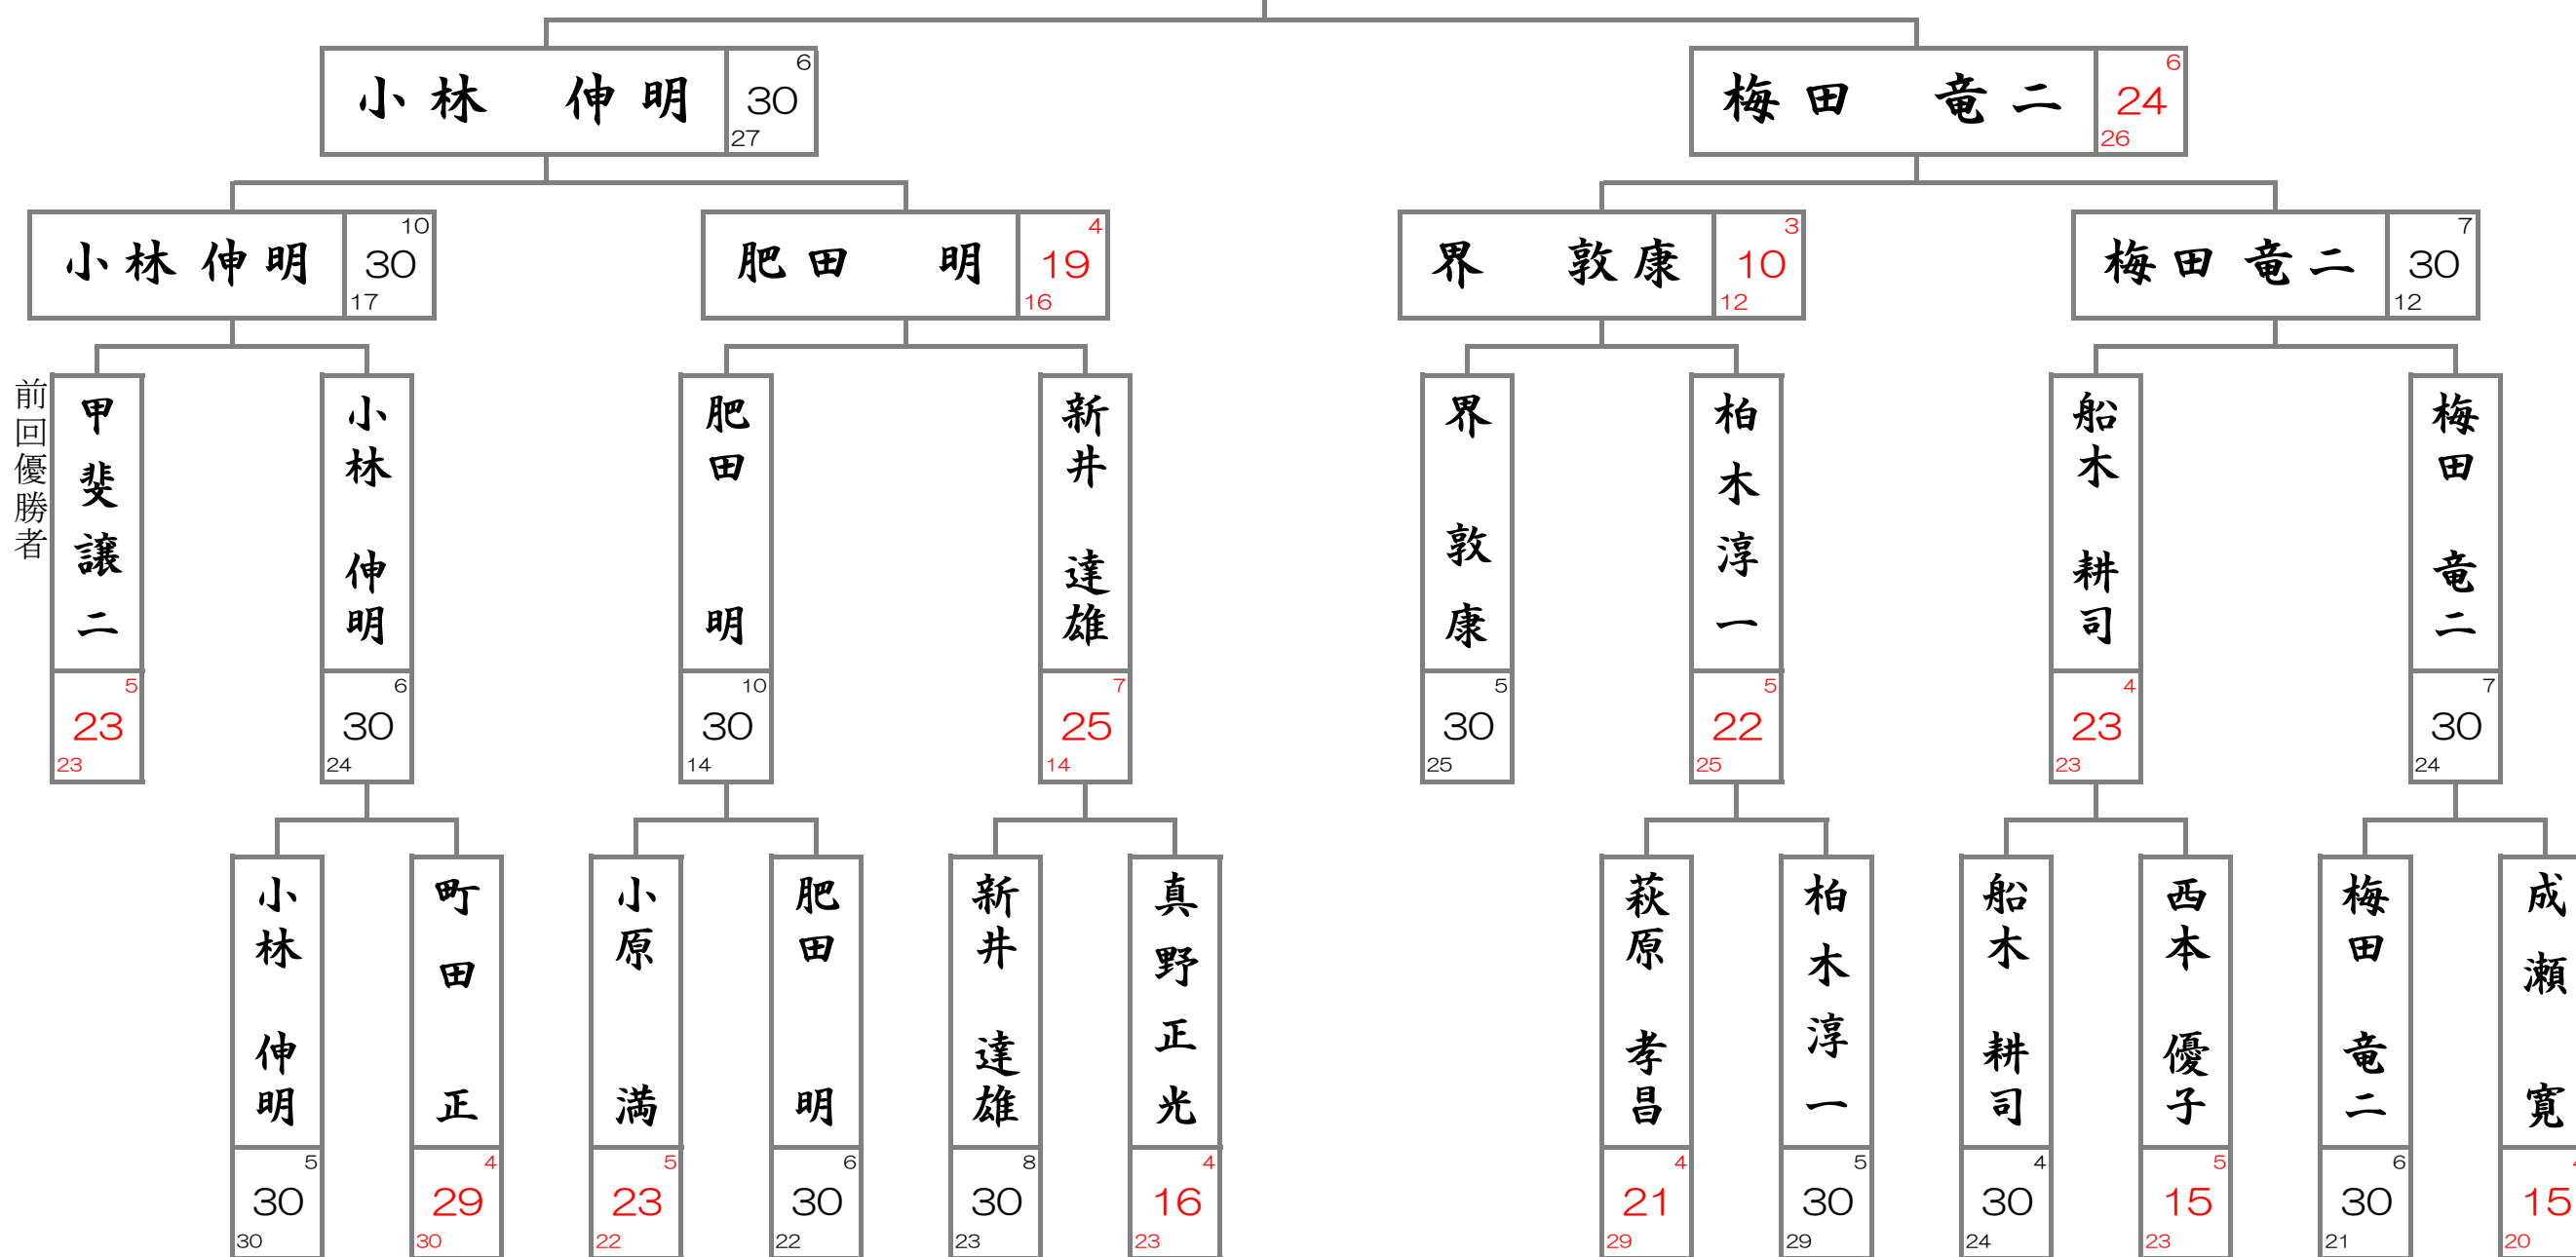 小林 伸明 6 30 27
梅田 竜二 6 24 26
小林伸明 10 30 17
肥田 明 4 19 16
界 敦康 3 10 12
梅田竜二 7 30 12
前回優勝者
甲斐譲二 5 23 23
小林 伸明 6 30 24
肥田 明 10 30 14
新井 達雄 7 25 14
界 敦康 5 30 25
柏木淳一 5 22 25
船木 耕司 4 23 23
梅田 竜二 7 30 24
小林 伸明 5 30 30
町田 正 4 29 30
小原 満 5 23 22
肥田 明 6 30 22
新井 達雄 8 30 23
真野正光 4 16 23
萩原 孝昌 4 21 29
柏木淳一 5 30 29
船木 耕司 4 30 24
西本 優子 5 15 23
梅田 竜二 6 30 21
成瀬 寛 15 20